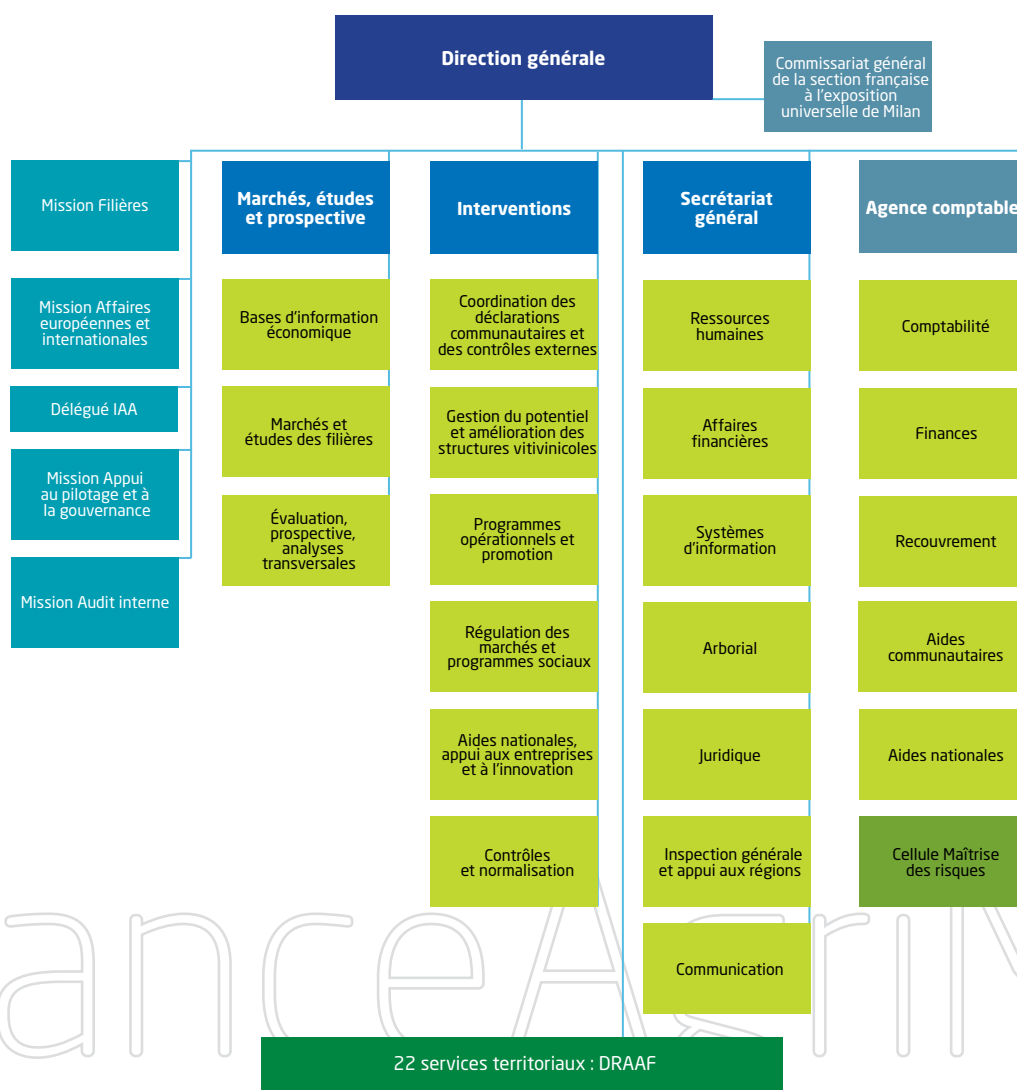 Direction générale
Commissariat général
de la section française
à l'exposition
universelle de Milan
Mission Filières
Mission Affaires
européennes et
internationales
Délégué IAA
Mission Appui
au pilotage et à
la gouvernance
Mission Audit interne
Marchés, études
et prospective
Bases d'information
économique
Marchés et
études des filières
Évaluation,
prospective,
analyses
transversales
Interventions
Coordination des
déclarations
communautaires et
des contrôles externes
Gestion du potentiel
et amélioration des
structures vitivinicoles
Programmes
opérationnels et
promotion
Régulation des
marchés et
programmes sociaux
Aides nationales,
appui aux entreprises
et à l'innovation
Contrôles
et normalisation
Secrétariat
général
Ressources
humaines
Affaires
financières
Systèmes
d'information
Arborial
Juridique
Inspection générale
et appui aux régions
Communication
Agence comptable
Comptabilité
Finances
Recouvrement
Aides
communautaires
Aides nationales
Cellule Maîtrise
des risques
anceAgriM
22 services territoriaux : DRAAF